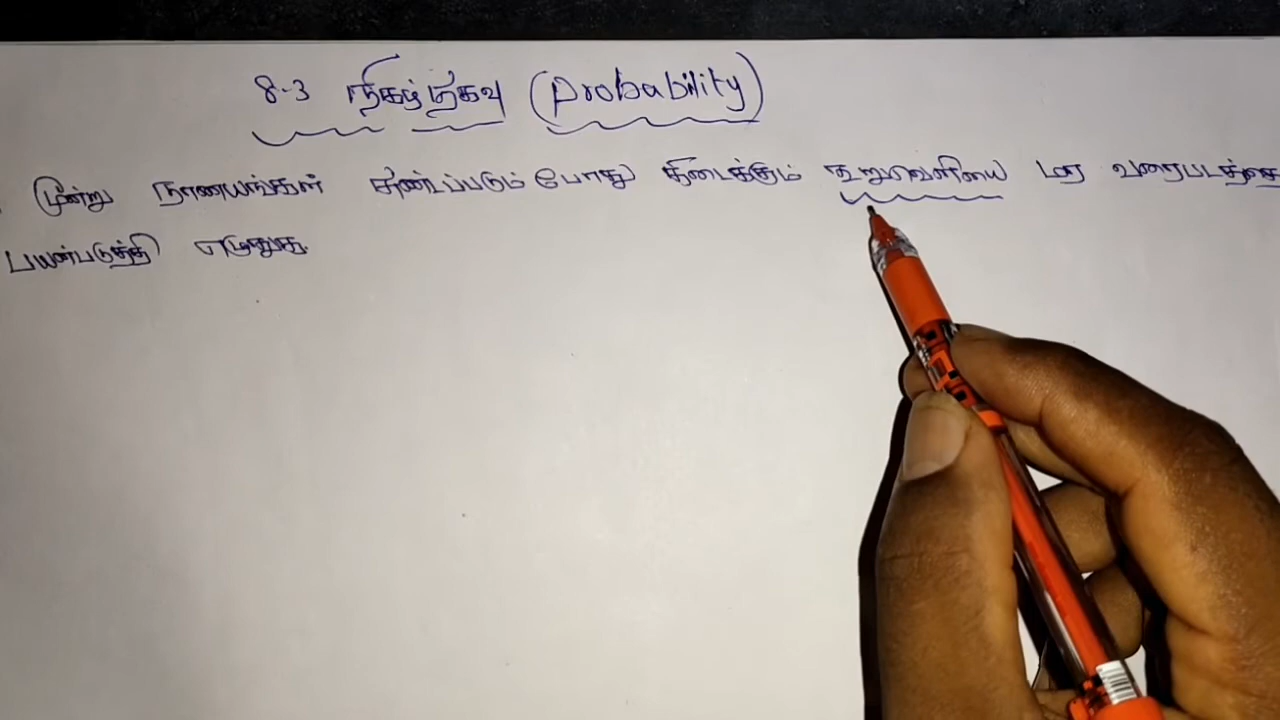 8-3 நிகழ்தகவு (Probability)
மூன்று நாணயங்கள் சுண்டப்படும் போது கிடைக்கும் கூறுவெளியை மர வரைபடத்தை
பயன்படுத்தி எழுதுக.